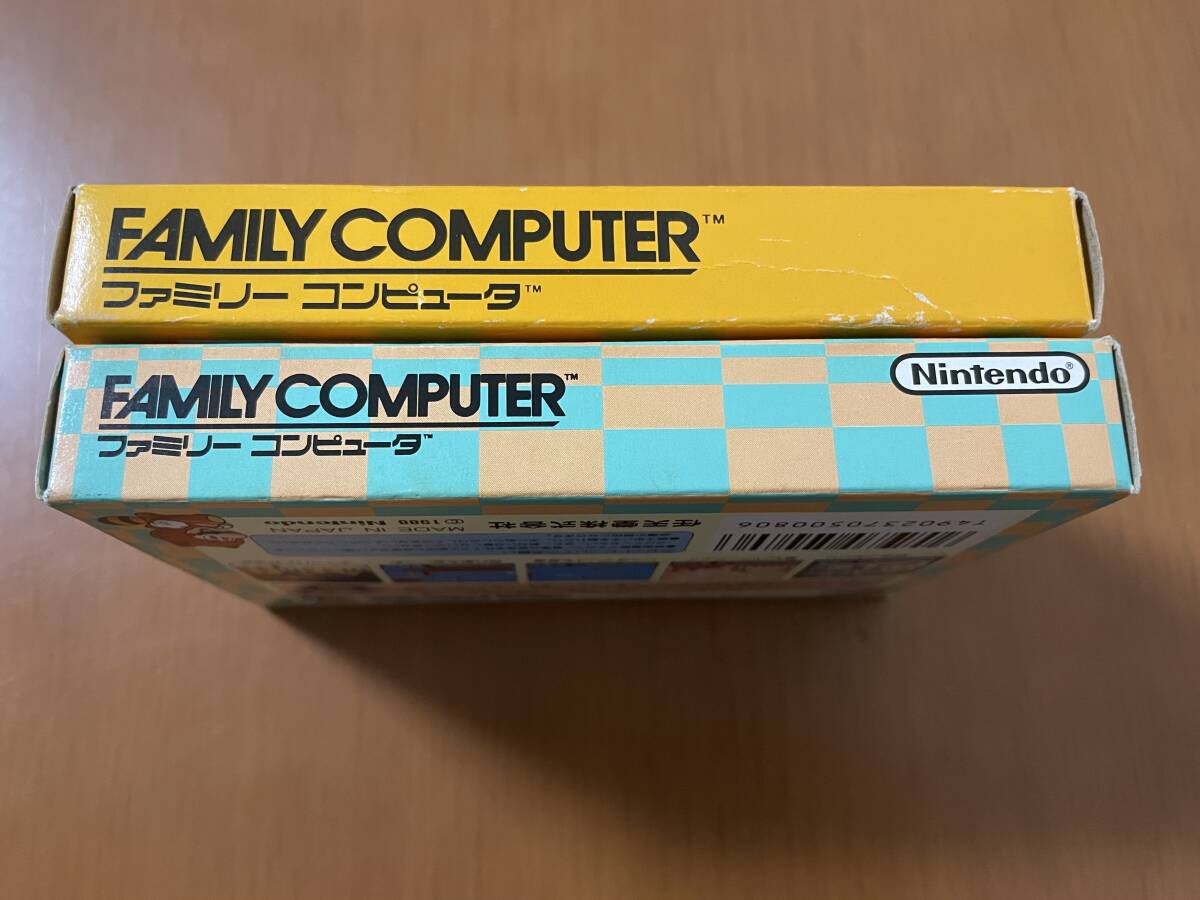 FAMILY COMPUTER™
ファミリー コンピュータ™
FAMILY COMPUTER™
ファミリー コンピュータ™
Nintendo®
T4902370500806
任天堂株式会社
©1988 Nintendo
MADE IN JAPAN